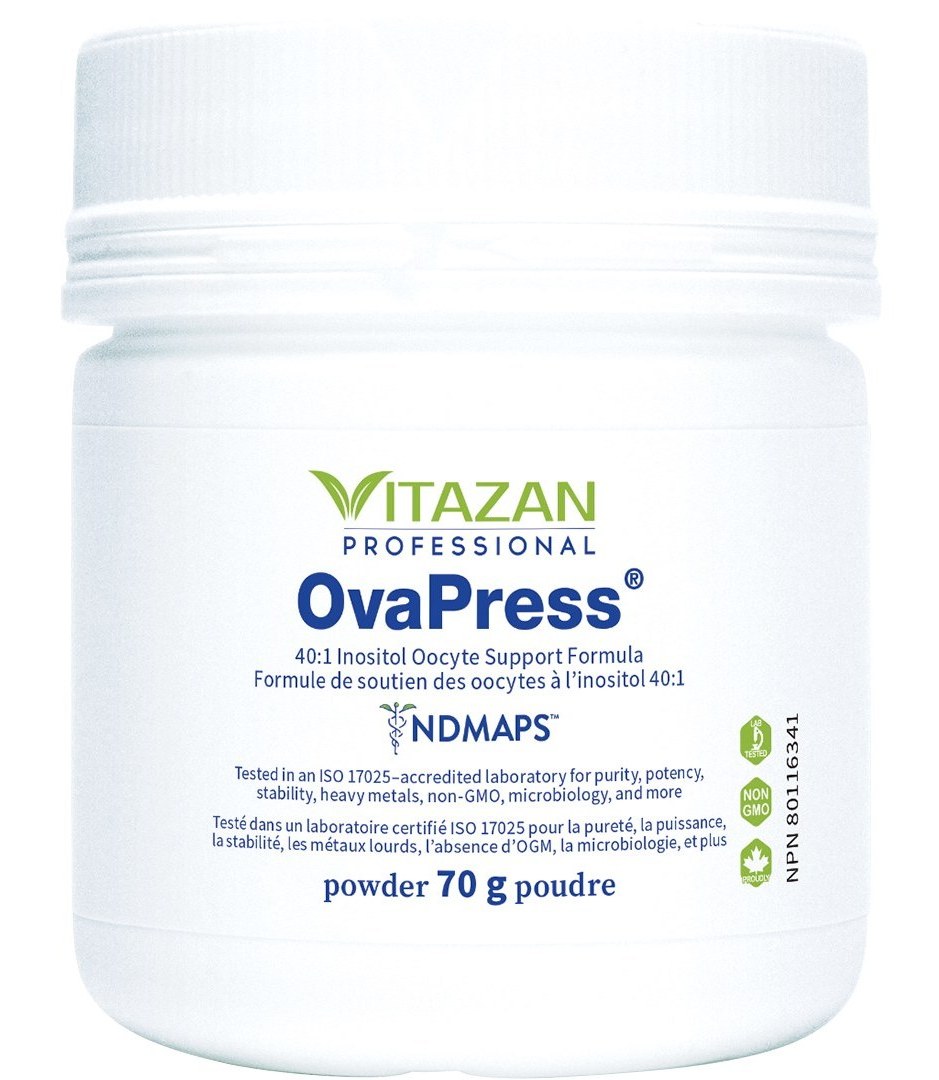 VITAZAN
PROFESSIONAL
OvaPress®
40:1 Inositol Oocyte Support Formula
Formule de soutien des oocytes à l'inositol 40:1
NDMAPS™
Tested in an ISO 17025–accredited laboratory for purity, potency,
stability, heavy metals, non-GMO, microbiology, and more
Testé dans un laboratoire certifié ISO 17025 pour la pureté, la puissance,
la stabilité, les métaux lourds, l'absence d'OGM, la microbiologie, et plus
powder 70 g poudre
LAB
TESTED
NON
GMO
PROUDLY
NPN 80116341